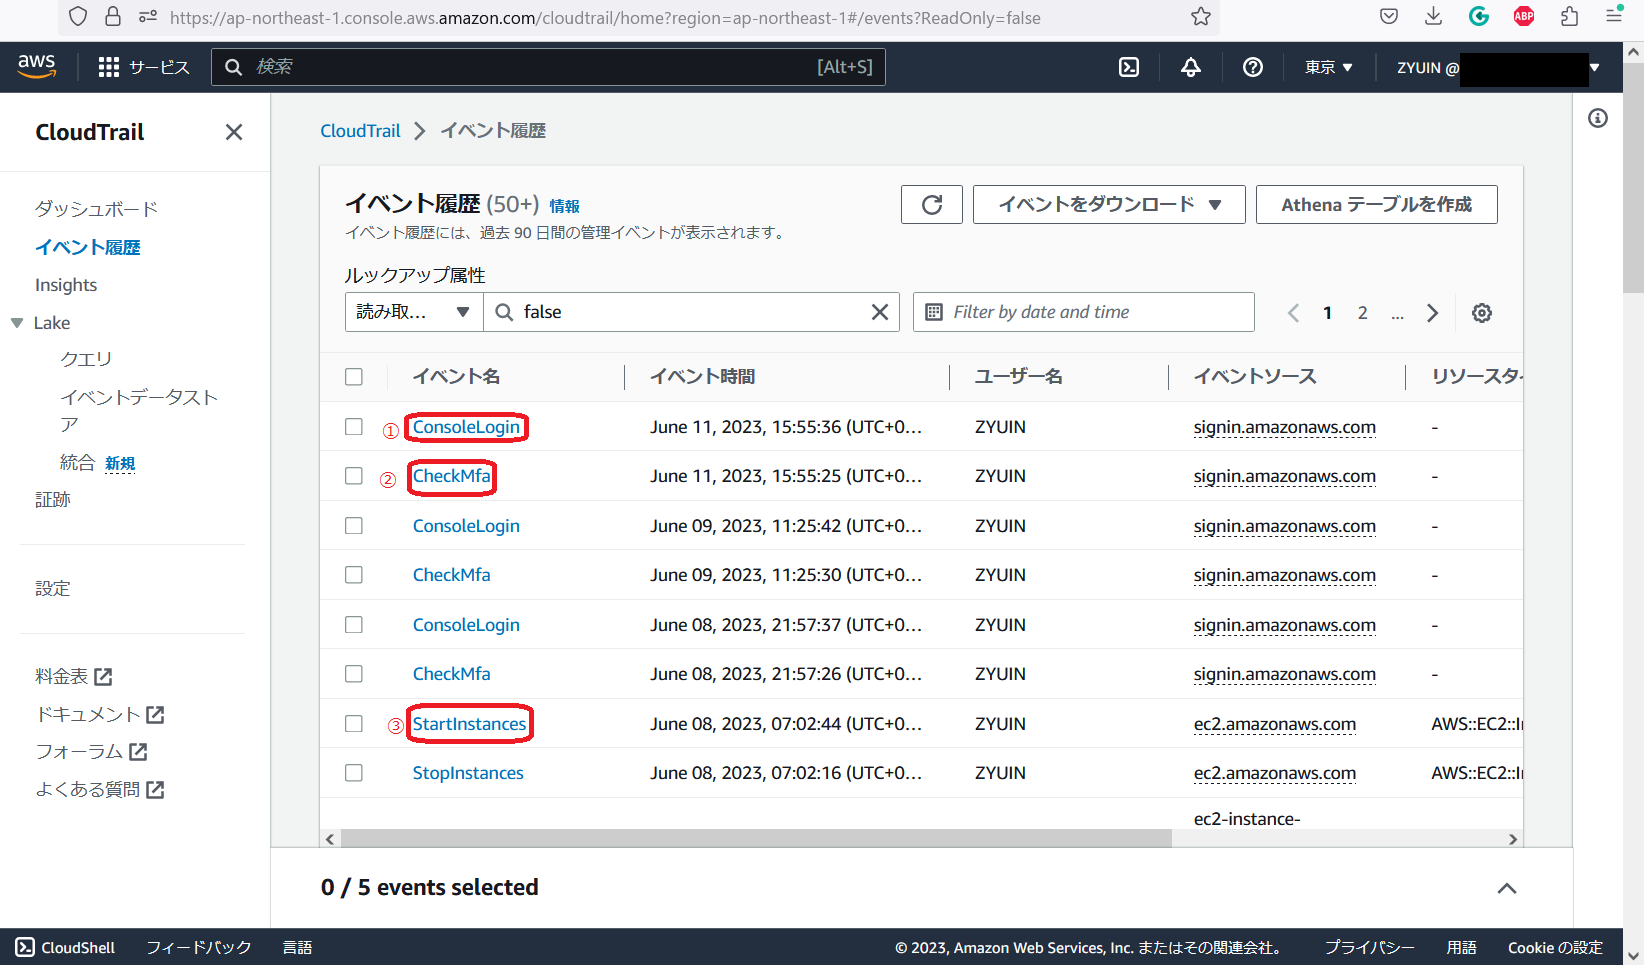 https://ap-northeast-1.console.aws.amazon.com/cloudtrail/home?region=ap-northeast-1#/events?ReadOnly=false
ABP
aws
サービス
検索
[Alt+S]
東京 ▼
ZYUIN @
CloudTrail
ダッシュボード
イベント履歴
Insights
Lake
クエリ
イベントデータスト
ア
統合 新規
証跡
設定
料金表
ドキュメント
フォーラム
よくある質問
CloudTrail > イベント履歴
イベント履歴 (50+) 情報
イベント履歴には、過去 90 日間の管理イベントが表示されます。
イベントをダウンロード ▼
Athena テーブルを作成
ルックアップ属性
読み取... ▼
false
Filter by date and time
1 2 ...
イベント名 イベント時間 ユーザー名 イベントソース リソースタイ
① ConsoleLogin June 11, 2023, 15:55:36 (UTC+0… ZYUIN signin.amazonaws.com -
② CheckMfa June 11, 2023, 15:55:25 (UTC+0… ZYUIN signin.amazonaws.com -
ConsoleLogin June 09, 2023, 11:25:42 (UTC+0… ZYUIN signin.amazonaws.com -
CheckMfa June 09, 2023, 11:25:30 (UTC+0… ZYUIN signin.amazonaws.com -
ConsoleLogin June 08, 2023, 21:57:37 (UTC+0… ZYUIN signin.amazonaws.com -
CheckMfa June 08, 2023, 21:57:26 (UTC+0… ZYUIN signin.amazonaws.com -
③ StartInstances June 08, 2023, 07:02:44 (UTC+0… ZYUIN ec2.amazonaws.com AWS::EC2::In
StopInstances June 08, 2023, 07:02:16 (UTC+0… ZYUIN ec2.amazonaws.com AWS::EC2::In
ec2-instance-
0 / 5 events selected
CloudShell フィードバック 言語
© 2023, Amazon Web Services, Inc. またはその関連会社。 プライバシー 用語 Cookie の設定